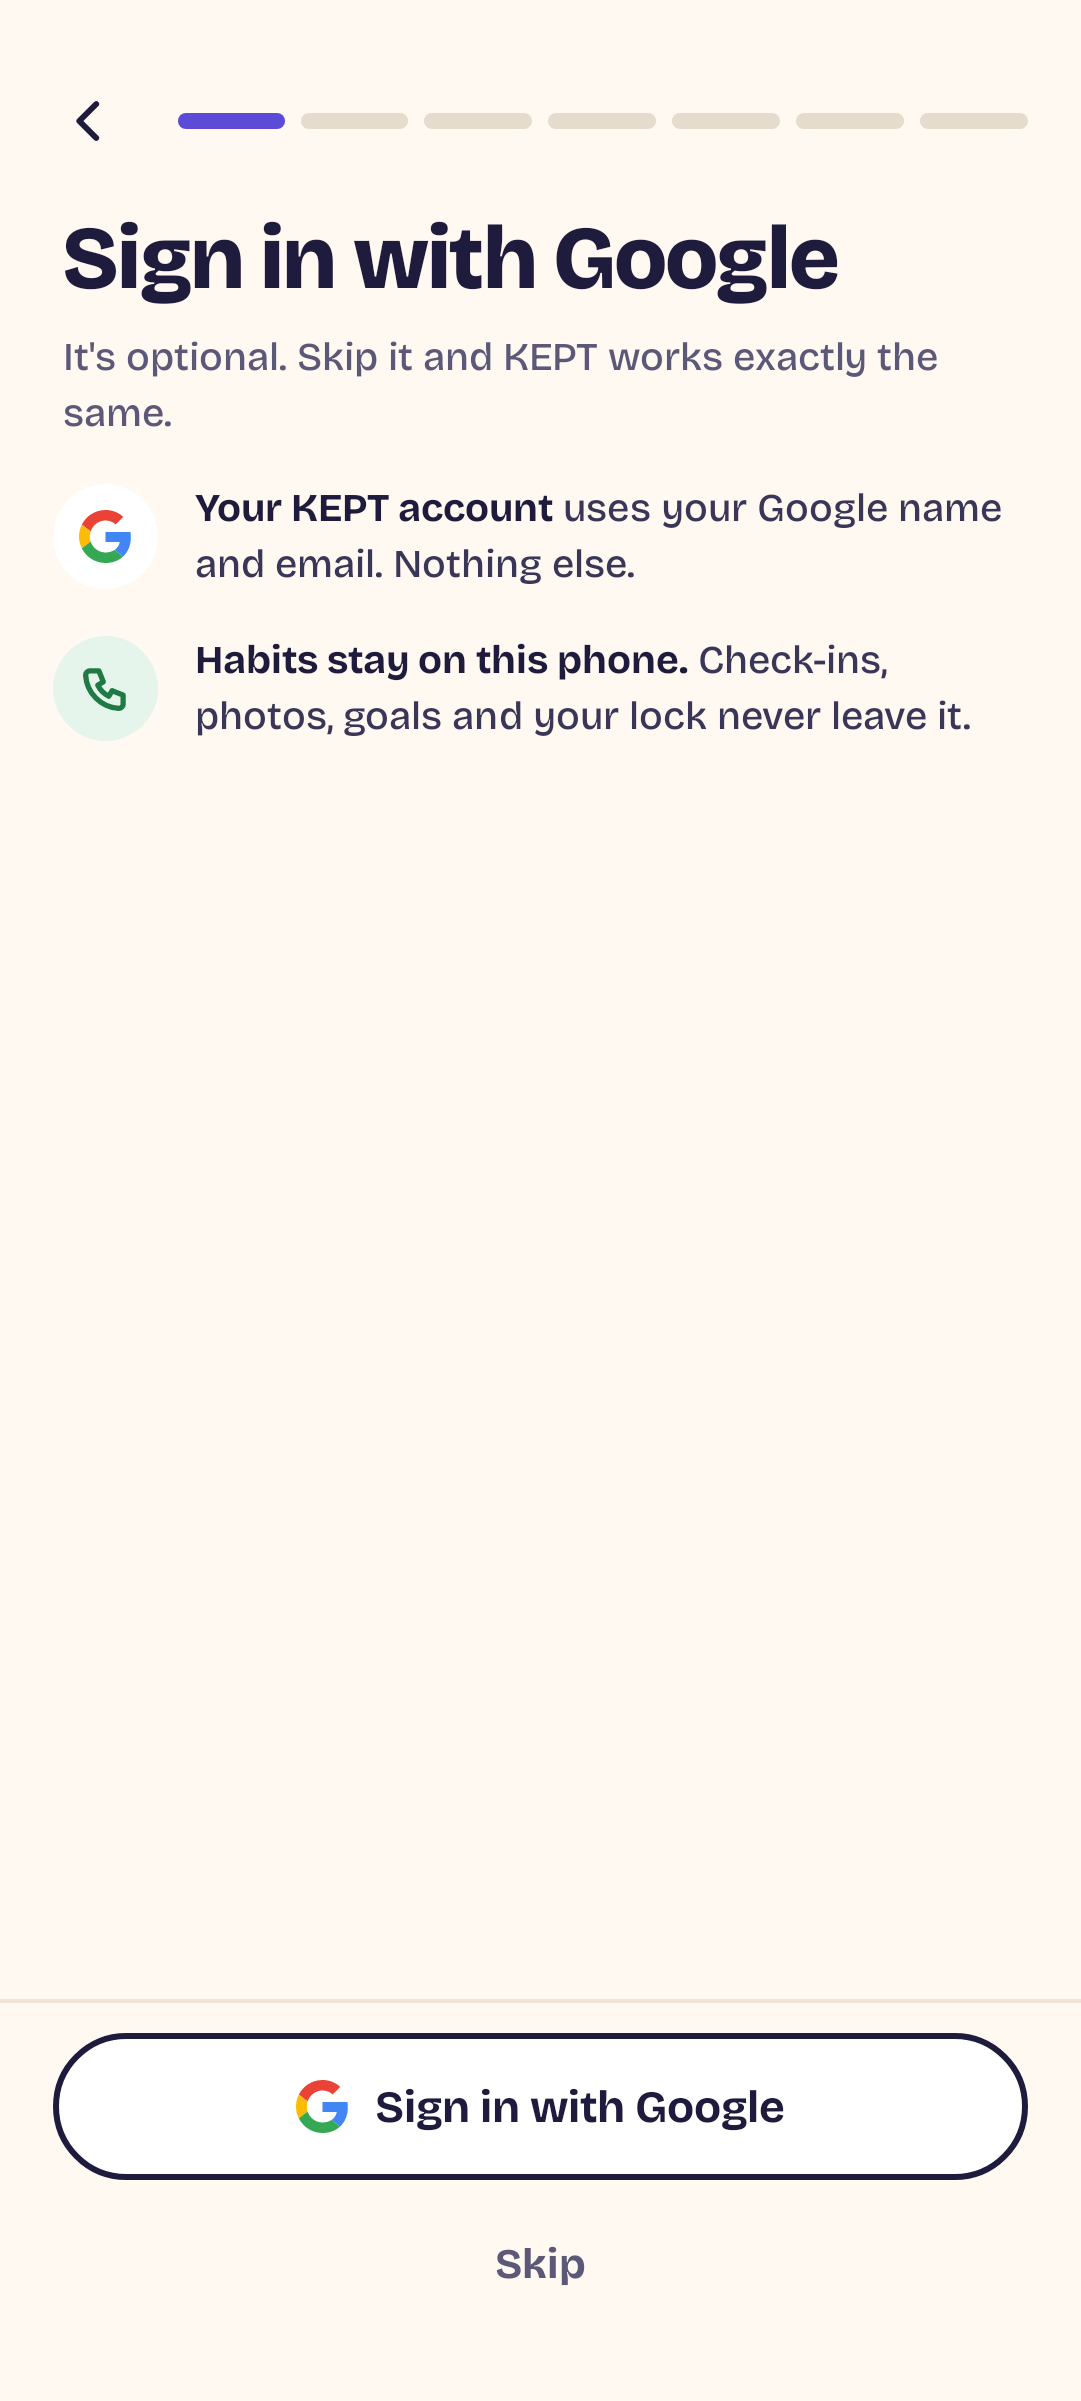 Sign in with Google
It's optional. Skip it and KEPT works exactly the
same.
Your KEPT account uses your Google name
and email. Nothing else.
Habits stay on this phone. Check-ins,
photos, goals and your lock never leave it.
Sign in with Google
Skip